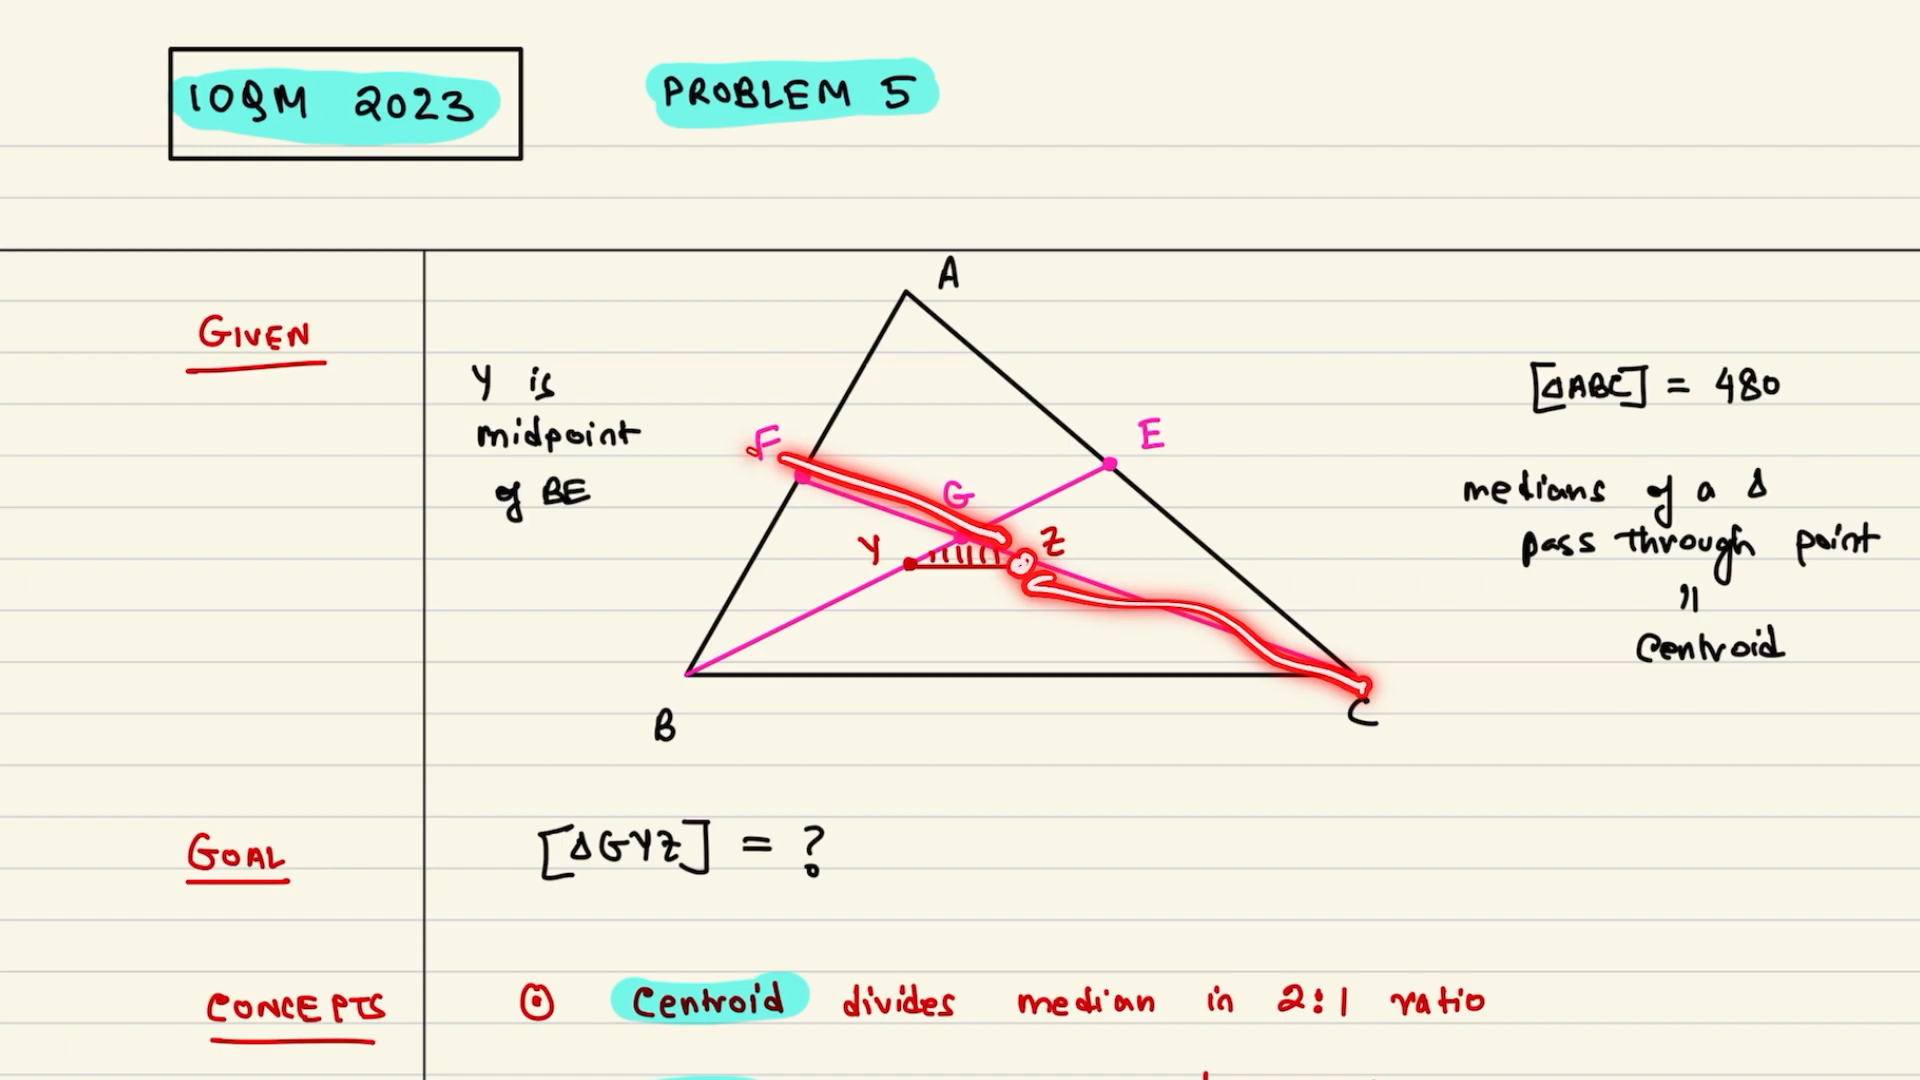 IOQM 2023
PROBLEM 5
GIVEN
Y is
midpoint
of BE
A
F
E
G
Y
Z
B
C
[ΔABC] = 480
medians of a Δ
pass through point
"
Centroid
GOAL
[ΔGYZ] = ?
CONCEPTS
⊙ Centroid divides median in 2:1 ratio